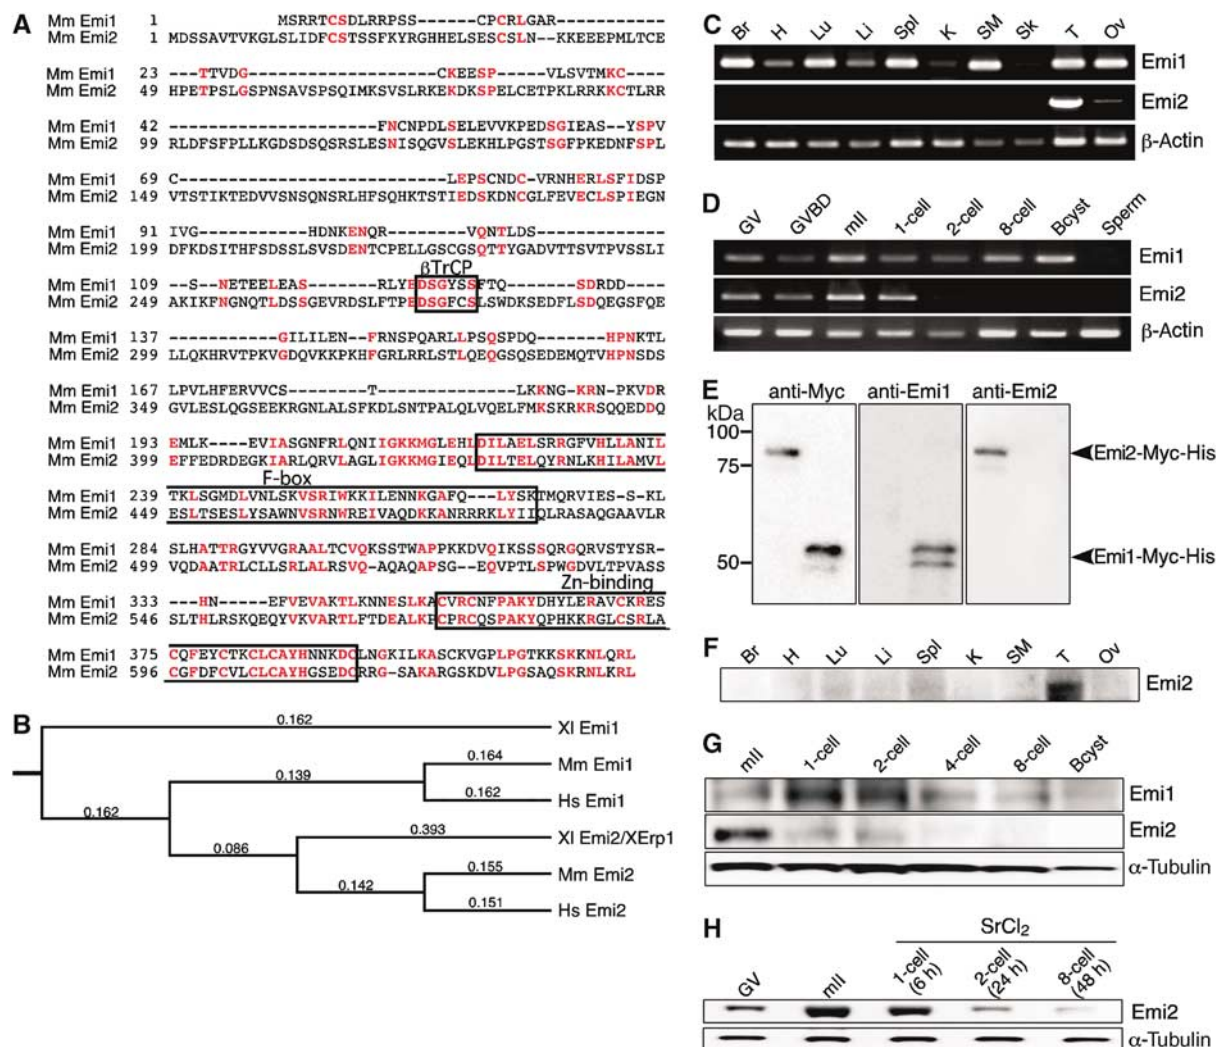 A
Mm Emi1 1 MSRRTCSDLRRPSS------CPCRLGAR------------
Mm Emi2 1 MDSSAVTVKGLSLIDFCSTSSFKYRGHHELSESCSLN--KKEEEPMLTCE
Mm Emi1 23 ---TTVDG--------------------CKEESP----VLSVTMKC----
Mm Emi2 49 HPETPSLGSPNSAVSPSQIMKSVSLRKEKDKSPELCETPKLRRKKCTLRR
Mm Emi1 42 ---------------------FNCNPDLSELEVVKPEDSGIEAS--YSPV
Mm Emi2 99 RLDFSFPLLKGDSDSQSRSLESNISQGVSLEKHLPGSTSGFPKEDNFSPL
Mm Emi1 69 C-----------------------------LEPSCNDC-VRNHERLSFIDSP
Mm Emi2 149 VTSTIKTEDVVSNSQNSRLHFSQHKTSTIEDSKDNCGLFEVECLSPIEGN
Mm Emi1 91 IVG------------HDNKENQR-------VQNTLDS-------------
Mm Emi2 199 DFKDSITHFSDSSLSVSDENTCPELLGSCGSQTTYGADVTTSVTPVSSLI
βTrCP
Mm Emi1 109 --S--NETEELEAS---------LYEDSGYSSFTQ-------SDRDD---
Mm Emi2 249 AKIKFNGNQTLDSSGEVRDSLFTPEDSGFCSLSWDKSEDFLSDQEGSFQE
Mm Emi1 137 ------------GILILEN--FRNSPQARLLPSQSPDQ-------HPNKTL
Mm Emi2 299 LLQKHRVTPKVGDQVKKPKHFGRLRRLSTLQEQGSQSEDEMQTVHPNSDS
Mm Emi1 167 LPVLHFERVVCS---------T---------------LKKNG-KRN-PKVDR
Mm Emi2 349 GVLESLQGSEEKRGNLALSFKDLSNTPALQLVQELFMKSKRKRSQQEDDQ
Mm Emi1 193 EMLK----EVIASGNFRLQNIIGKKMGLEHLDILAELSRRGFVHLLANIL
Mm Emi2 399 EFFEDRDEGKIARLQRVLAGLIGKKMGIEQLDILTELQYRNLKHILAMVL
F-box
Mm Emi1 239 TKLSGMDLVNLSKVSRIWKKILENNKGAFQ---LYSKTMQRVIES-S-KL
Mm Emi2 449 ESLTSESLYSAWNVSRNWREIVAQDKKANRRRKLYIIQLRASAQGAAVLR
Mm Emi1 284 SLHATTRGYVVGRAALTCVQKSSTWAPPKKDVQIKSSSQRGQRVSTYSR-
Mm Emi2 499 VQDAATRLCLLSRLALRSVQ-AQAQAPSG--EQVPTLSPWGDVLTPVASS
Zn-binding
Mm Emi1 333 ---HN-----EFVEVAKTLKNNESLKACVRCNFPAKYDHYLERAVCKRES
Mm Emi2 546 SLTHLRSKQEQYVKVARTLFTDEALKPCPRCQSPAKYQPHKKRGLCSRLA
Mm Emi1 375 CQFEYCTKCLCAYHNNKDCLNGKILKASCKVGPLPGTKKSKKNLQRL
Mm Emi2 596 CGFDFCVLCLCAYHGSEDCRRG-SAKARGSKDVLPGSAQSKRNLKRL
B
0.162
Xl Emi1
0.164
Mm Emi1
0.139
0.162
Hs Emi1
0.162
0.393
Xl Emi2/XErp1
0.086
0.155
Mm Emi2
0.142
0.151
Hs Emi2
C
Br H Lu Li Spl K SM Sk T Ov
Emi1
Emi2
β-Actin
D
GV GVBD mII 1-cell 2-cell 8-cell Bcyst Sperm
Emi1
Emi2
β-Actin
E
anti-Myc anti-Emi1 anti-Emi2
kDa
100
75
50
Emi2-Myc-His
Emi1-Myc-His
F
Br H Lu Li Spl K SM T Ov
Emi2
G
mII 1-cell 2-cell 4-cell 8-cell Bcyst
Emi1
Emi2
α-Tubulin
H
SrCl2
GV mII 1-cell (6 h) 2-cell (24 h) 8-cell (48 h)
Emi2
α-Tubulin